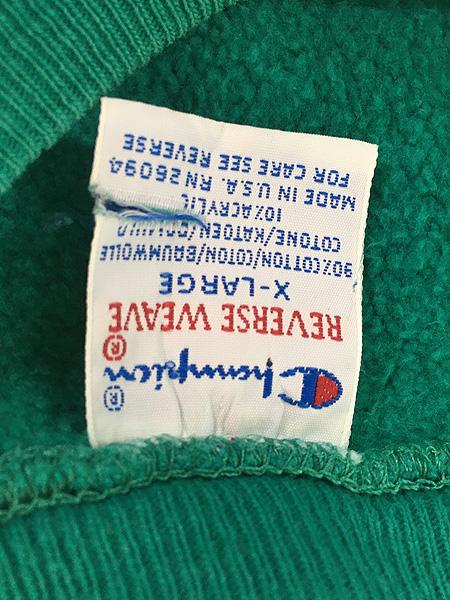 Champion®
REVERSE WEAVE®
X-LARGE
90% COTTON/COTON/BAUMWOLLE
COTONE/KATOEN/
10% ACRYLIC
MADE IN U.S.A. RN 26094
FOR CARE SEE REVERSE